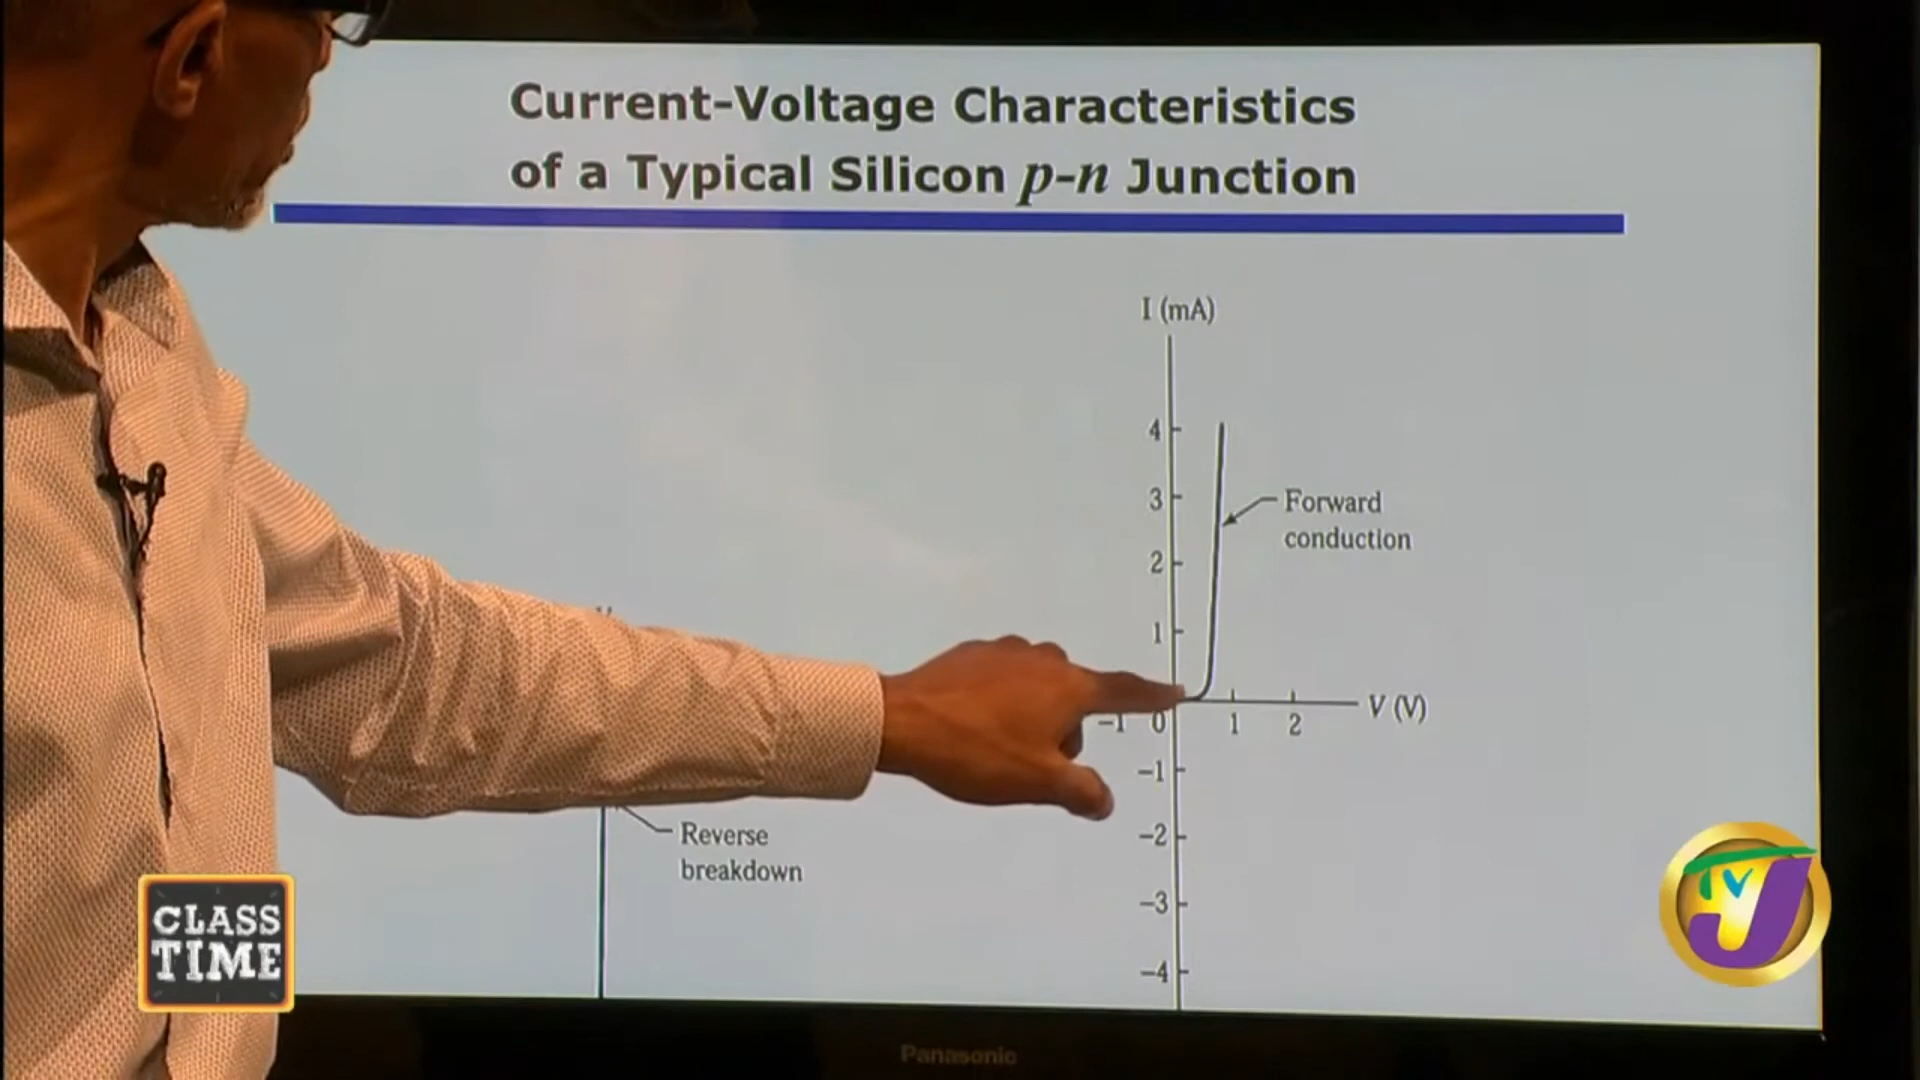 Current-Voltage Characteristics
of a Typical Silicon p-n Junction
I (mA)
4
3
Forward
conduction
2
1
V (V)
-1 0 1 2
-1
-2
Reverse
breakdown
-3
-4
CLASS
TIME
TVJ
Panasonic